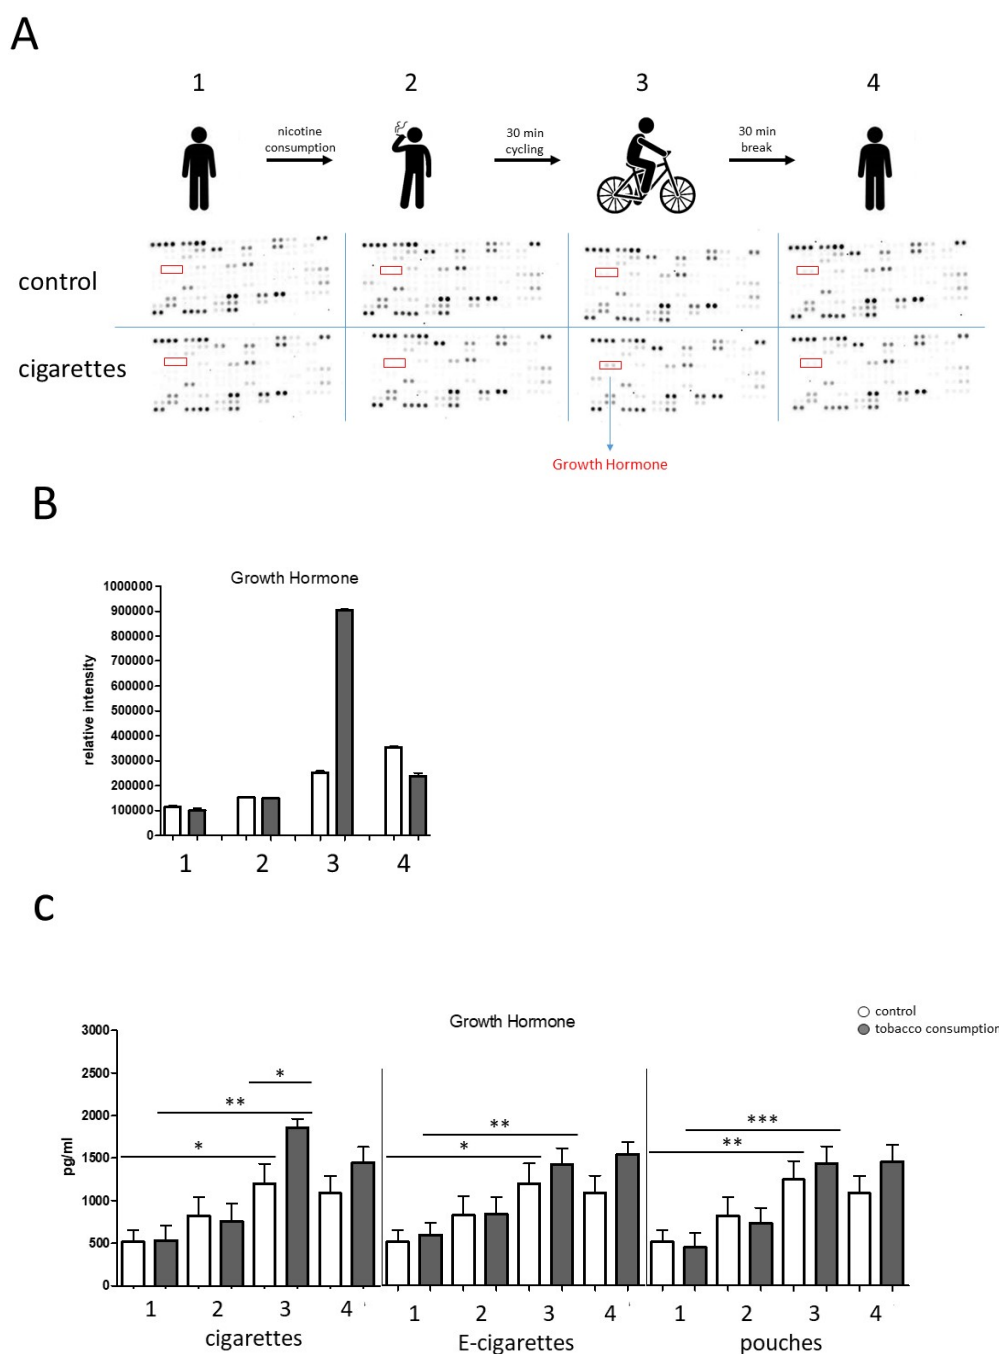 A
1 2 3 4
nicotine
consumption
30 min
cycling
30 min
break
control
cigarettes
Growth Hormone
B
Growth Hormone
relative intensity
1000000
900000
800000
700000
600000
500000
400000
300000
200000
100000
0
1 2 3 4
C
Growth Hormone
control
tobacco consumption
pg/ml
3000
2500
2000
1500
1000
500
0
*
**
*
**
*
***
**
1 2 3 4 1 2 3 4 1 2 3 4
cigarettes E-cigarettes pouches